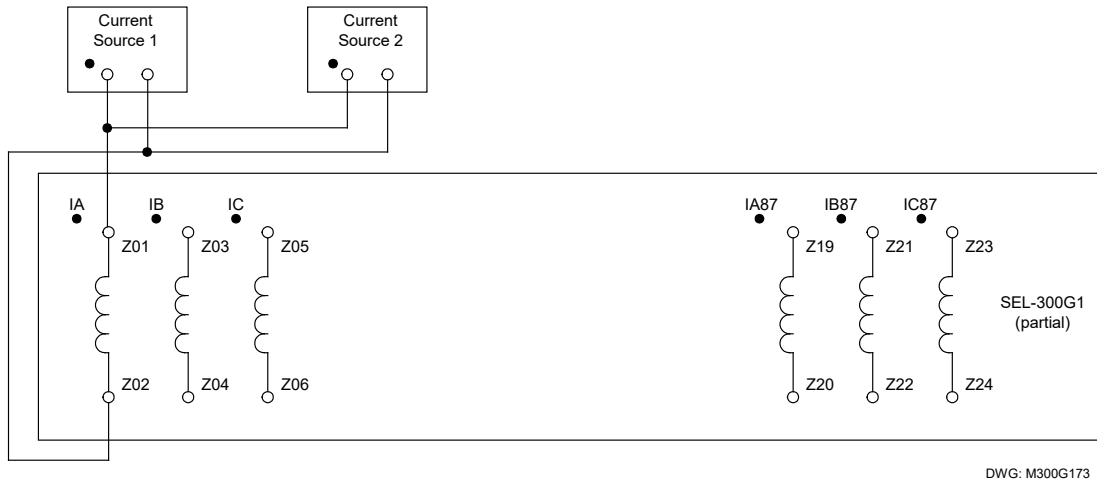 Current
Source 1
Current
Source 2
IA
IB
IC
IA87
IB87
IC87
Z01
Z03
Z05
Z19
Z21
Z23
SEL-300G1
(partial)
Z02
Z04
Z06
Z20
Z22
Z24
DWG: M300G173